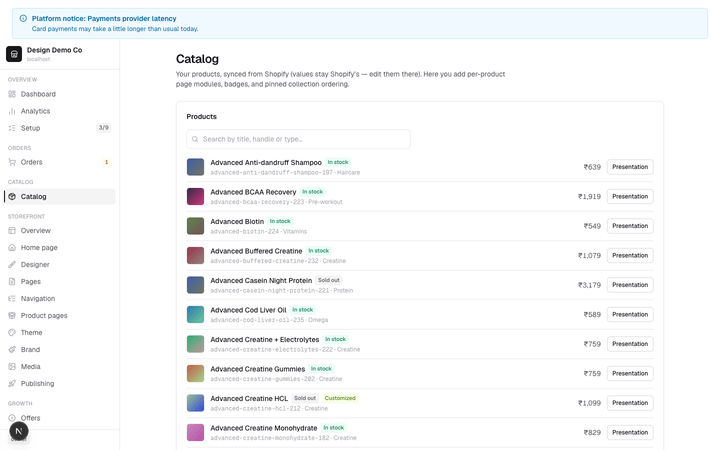 Platform notice: Payments provider latency
Card payments may take a little longer than usual today.
Design Demo Co
localhost
OVERVIEW
Dashboard
Analytics
Setup 3/9
ORDERS
Orders 1
CATALOG
Catalog
STOREFRONT
Overview
Home page
Designer
Pages
Navigation
Product pages
Theme
Brand
Media
Publishing
GROWTH
Offers
N
Catalog
Your products, synced from Shopify (values stay Shopify's — edit them there). Here you add per-product
page modules, badges, and pinned collection ordering.
Products
Search by title, handle or type...
Advanced Anti-dandruff Shampoo In stock
advanced-anti-dandruff-shampoo-197 · Haircare
₹639 Presentation
Advanced BCAA Recovery In stock
advanced-bcaa-recovery-223 · Pre-workout
₹1,919 Presentation
Advanced Biotin In stock
advanced-biotin-224 · Vitamins
₹549 Presentation
Advanced Buffered Creatine In stock
advanced-buffered-creatine-232 · Creatine
₹1,079 Presentation
Advanced Casein Night Protein Sold out
advanced-casein-night-protein-221 · Protein
₹3,179 Presentation
Advanced Cod Liver Oil In stock
advanced-cod-liver-oil-235 · Omega
₹589 Presentation
Advanced Creatine + Electrolytes In stock
advanced-creatine-electrolytes-222 · Creatine
₹759 Presentation
Advanced Creatine Gummies In stock
advanced-creatine-gummies-202 · Creatine
₹759 Presentation
Advanced Creatine HCL Sold out Customized
advanced-creatine-hcl-212 · Creatine
₹1,099 Presentation
Advanced Creatine Monohydrate In stock
advanced-creatine-monohydrate-182 · Creatine
₹829 Presentation